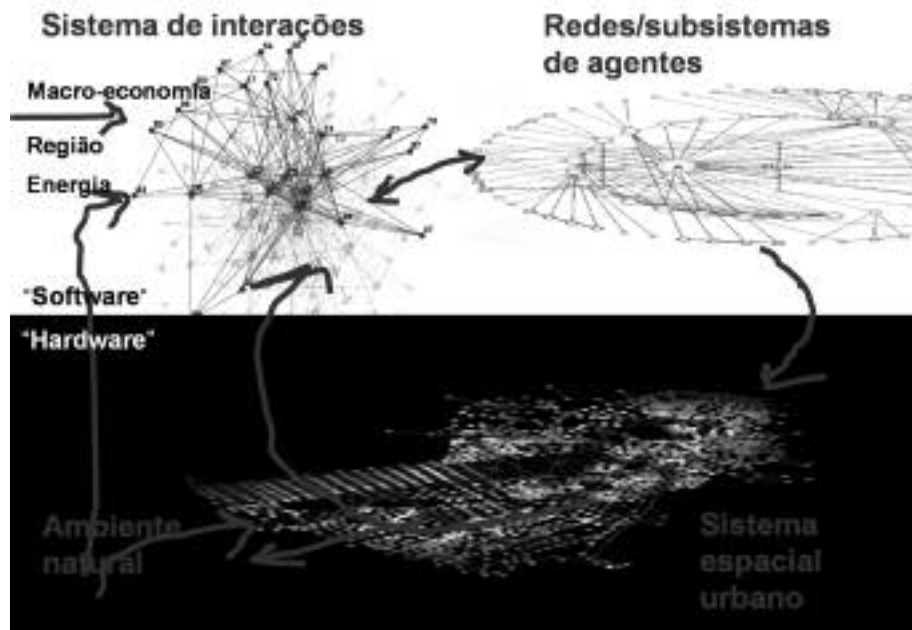 Sistema de interações
Redes/subsistemas
de agentes
Macro-economia
Região
Energia
"Software"
"Hardware"
Ambiente
natural
Sistema
espacial
urbano